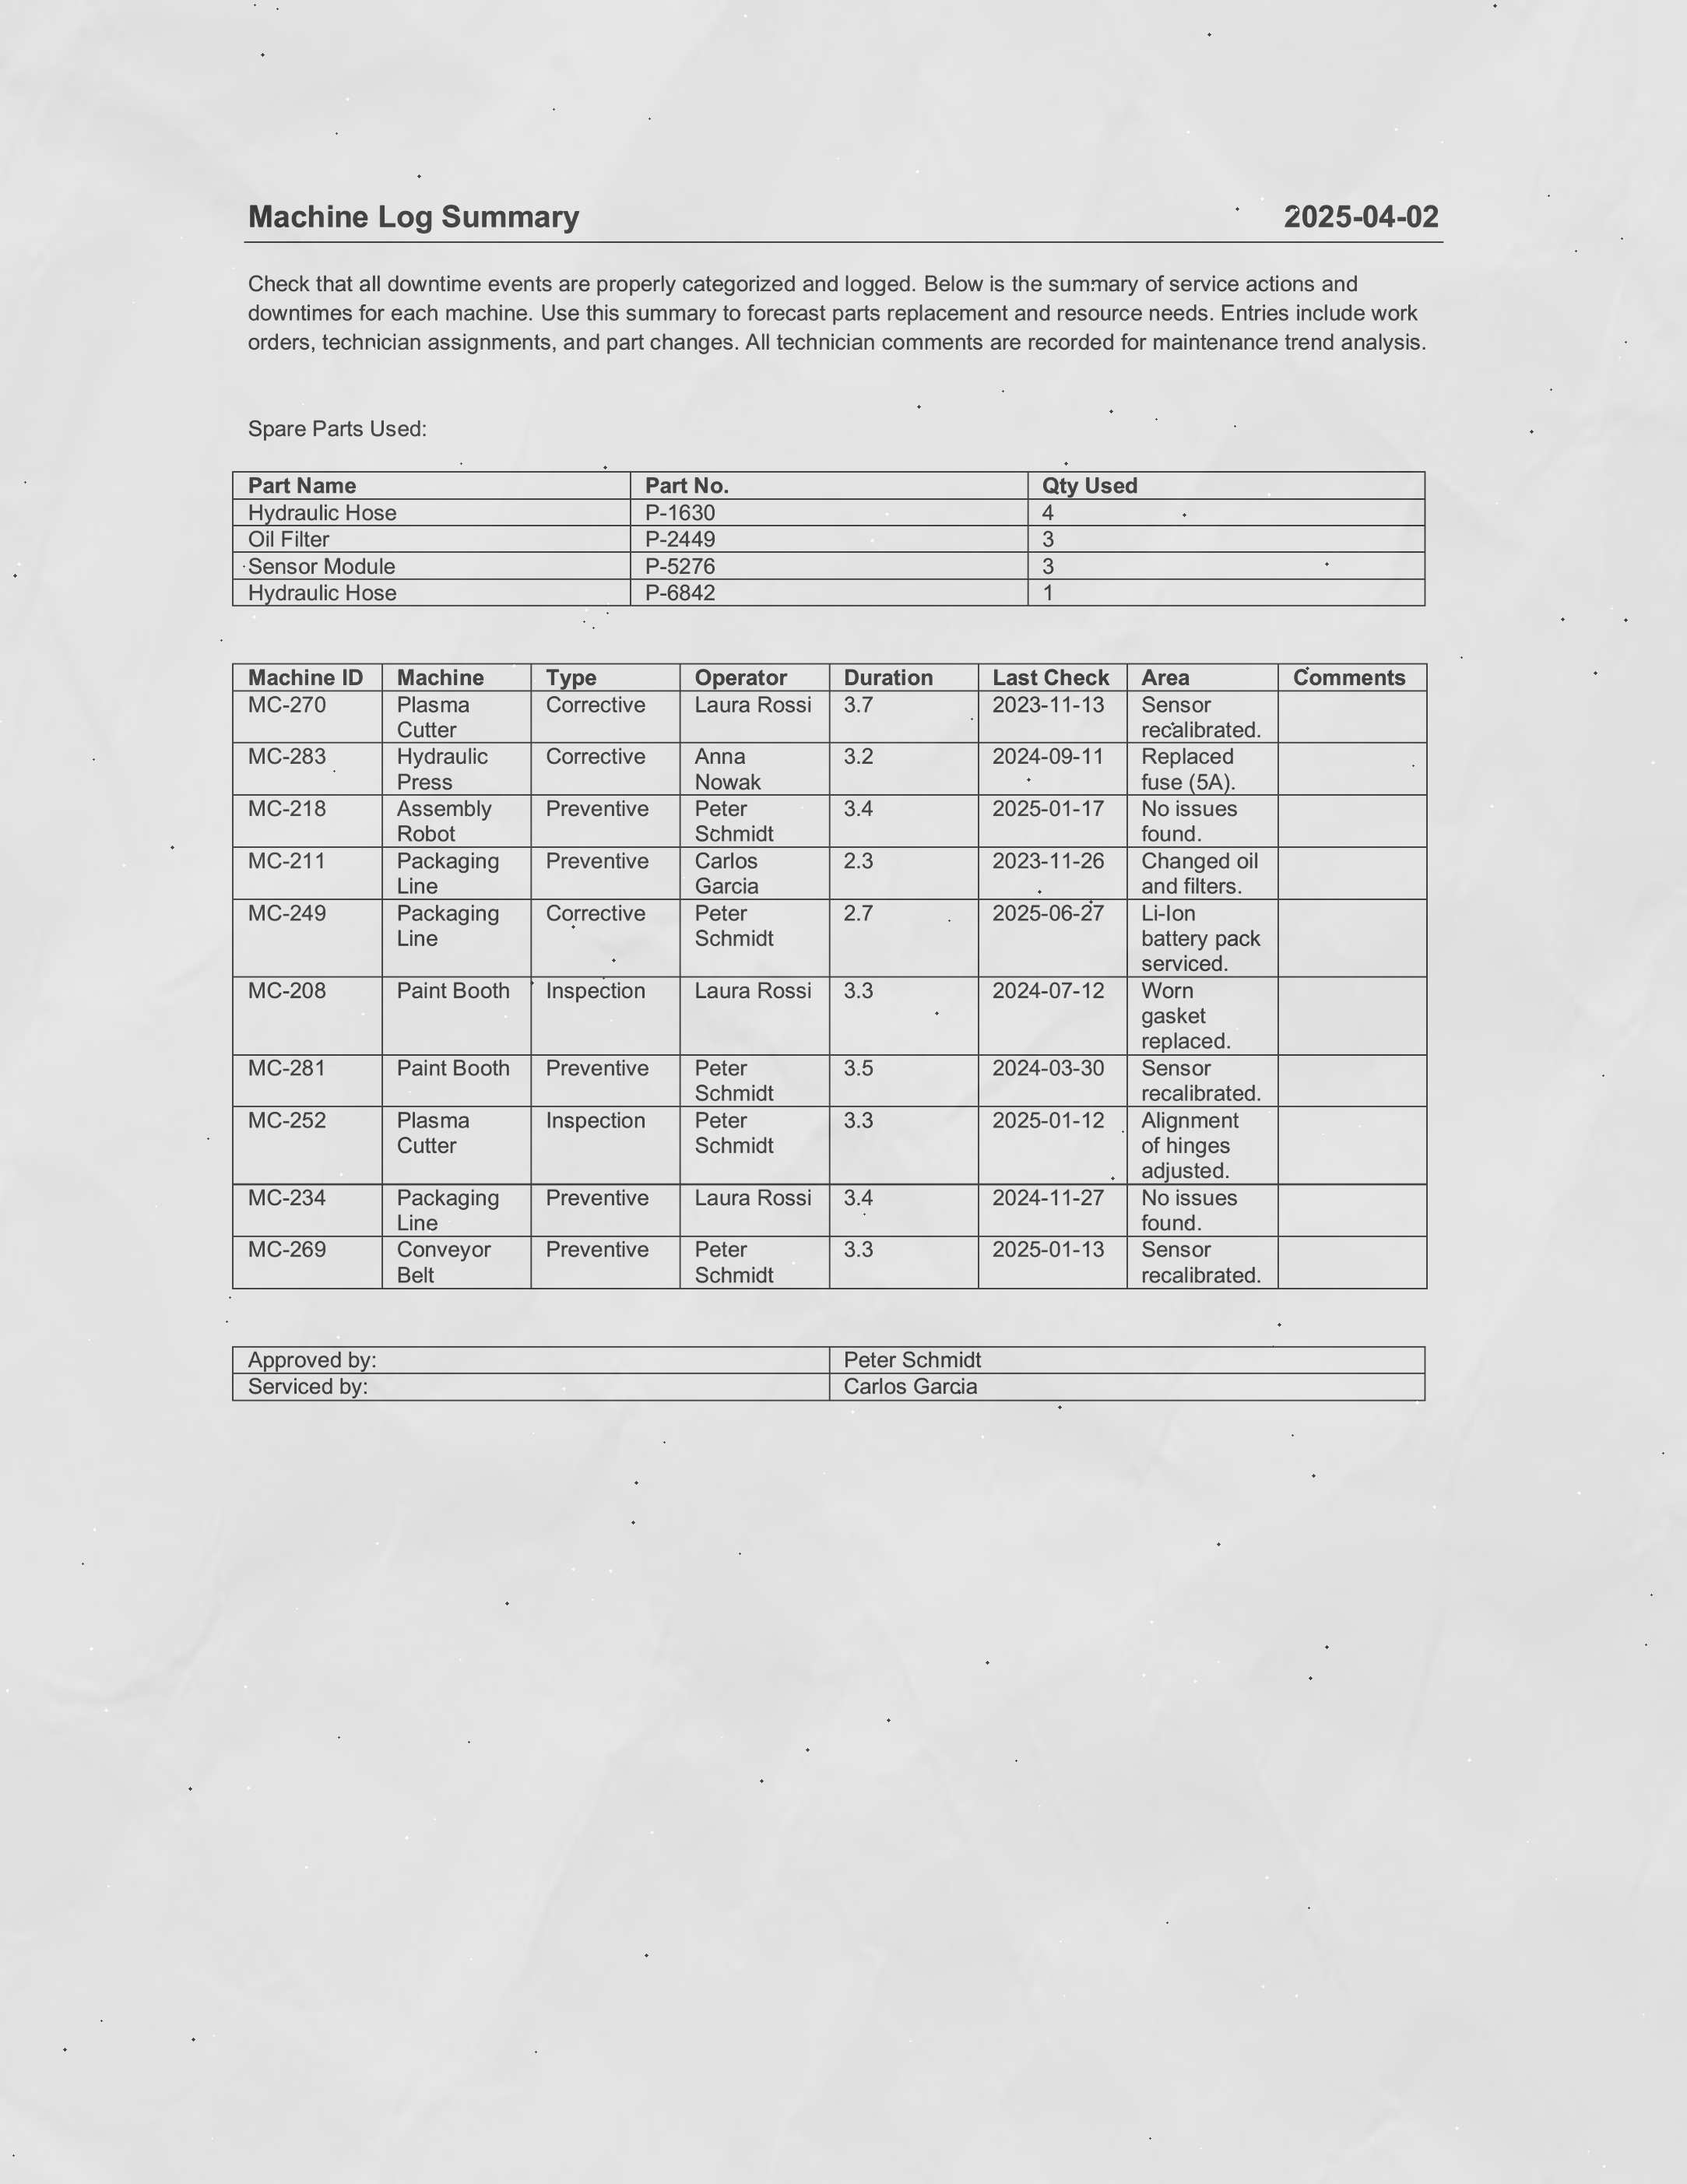 Machine Log Summary 2025-04-02
Check that all downtime events are properly categorized and logged. Below is the summary of service actions and
downtimes for each machine. Use this summary to forecast parts replacement and resource needs. Entries include work
orders, technician assignments, and part changes. All technician comments are recorded for maintenance trend analysis.
Spare Parts Used:
Part Name Part No. Qty Used
Hydraulic Hose P-1630 4
Oil Filter P-2449 3
Sensor Module P-5276 3
Hydraulic Hose P-6842 1
Machine ID Machine Type Operator Duration Last Check Area Comments
MC-270 Plasma Corrective Laura Rossi 3.7 2023-11-13 Sensor
Cutter recalibrated.
MC-283 Hydraulic Corrective Anna 3.2 2024-09-11 Replaced
Press Nowak fuse (5A).
MC-218 Assembly Preventive Peter 3.4 2025-01-17 No issues
Robot Schmidt found.
MC-211 Packaging Preventive Carlos 2.3 2023-11-26 Changed oil
Line Garcia and filters.
MC-249 Packaging Corrective Peter 2.7 2025-06-27 Li-Ion
Line Schmidt battery pack
serviced.
MC-208 Paint Booth Inspection Laura Rossi 3.3 2024-07-12 Worn
gasket
replaced.
MC-281 Paint Booth Preventive Peter 3.5 2024-03-30 Sensor
Schmidt recalibrated.
MC-252 Plasma Inspection Peter 3.3 2025-01-12 Alignment
Cutter Schmidt of hinges
adjusted.
MC-234 Packaging Preventive Laura Rossi 3.4 2024-11-27 No issues
Line found.
MC-269 Conveyor Preventive Peter 3.3 2025-01-13 Sensor
Belt Schmidt recalibrated.
Approved by: Peter Schmidt
Serviced by: Carlos Garcia